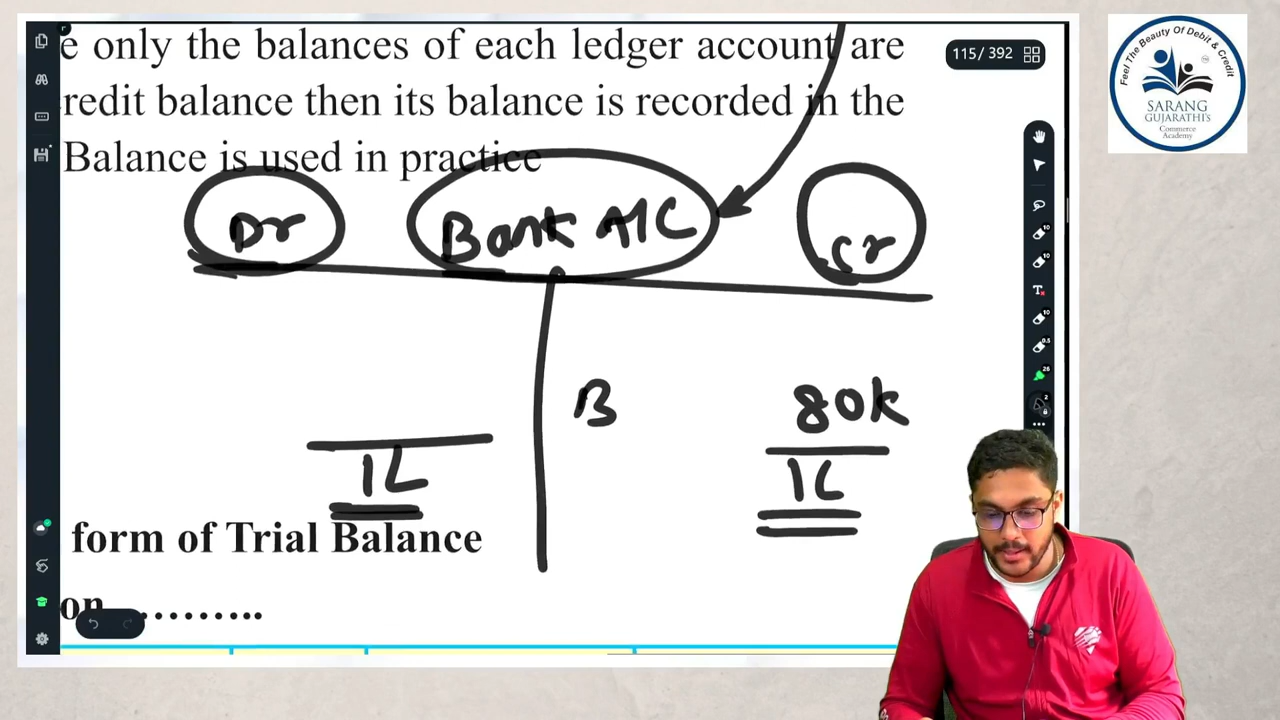 e only the balances of each ledger account are
115/ 392
redit balance then its balance is recorded in the
Balance is used in practice
Dr Bank A/C Cr
B 80k
1L 1L
form of Trial Balance
on...........
Feel The Beauty Of Debit & Credit
SARANG
GUJARATHI's
Commerce
Academy